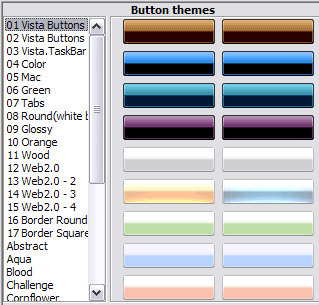 Button themes
01 Vista Buttons
02 Vista Buttons
03 Vista.TaskBar
04 Color
05 Mac
06 Green
07 Tabs
08 Round(white b
09 Glossy
10 Orange
11 Wood
12 Web2.0
13 Web2.0 - 2
14 Web2.0 - 3
15 Web2.0 - 4
16 Border Round
17 Border Square
Abstract
Aqua
Blood
Challenge
Cornflower